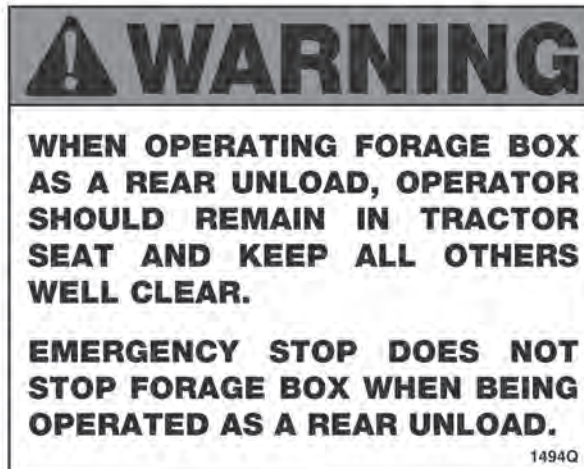 WARNING
WHEN OPERATING FORAGE BOX
AS A REAR UNLOAD, OPERATOR
SHOULD REMAIN IN TRACTOR
SEAT AND KEEP ALL OTHERS
WELL CLEAR.
EMERGENCY STOP DOES NOT
STOP FORAGE BOX WHEN BEING
OPERATED AS A REAR UNLOAD.
1494Q